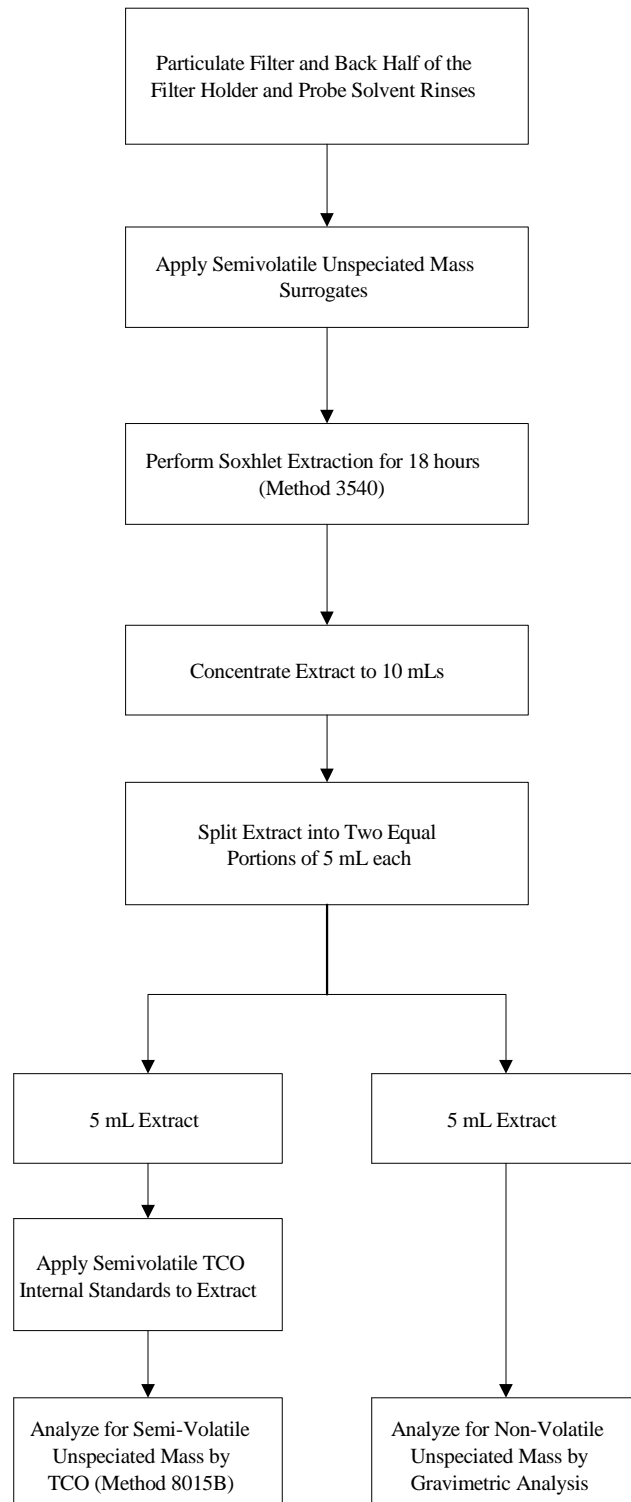 Particulate Filter and Back Half of the
Filter Holder and Probe Solvent Rinses
Apply Semivolatile Unspeciated Mass
Surrogates
Perform Soxhlet Extraction for 18 hours
(Method 3540)
Concentrate Extract to 10 mLs
Split Extract into Two Equal
Portions of 5 mL each
5 mL Extract
5 mL Extract
Apply Semivolatile TCO
Internal Standards to Extract
Analyze for Semi-Volatile
Unspeciated Mass by
TCO (Method 8015B)
Analyze for Non-Volatile
Unspeciated Mass by
Gravimetric Analysis